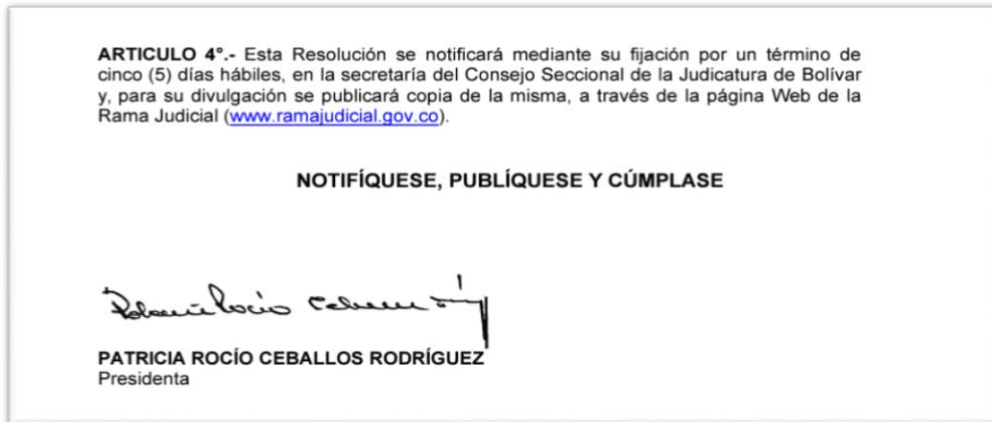 ARTICULO 4°.- Esta Resolución se notificará mediante su fijación por un término de
cinco (5) días hábiles, en la secretaría del Consejo Seccional de la Judicatura de Bolívar
y, para su divulgación se publicará copia de la misma, a través de la página Web de la
Rama Judicial (www.ramajudicial.gov.co).
NOTIFÍQUESE, PUBLÍQUESE Y CÚMPLASE
Rocío
PATRICIA ROCÍO CEBALLOS RODRÍGUEZ
Presidenta